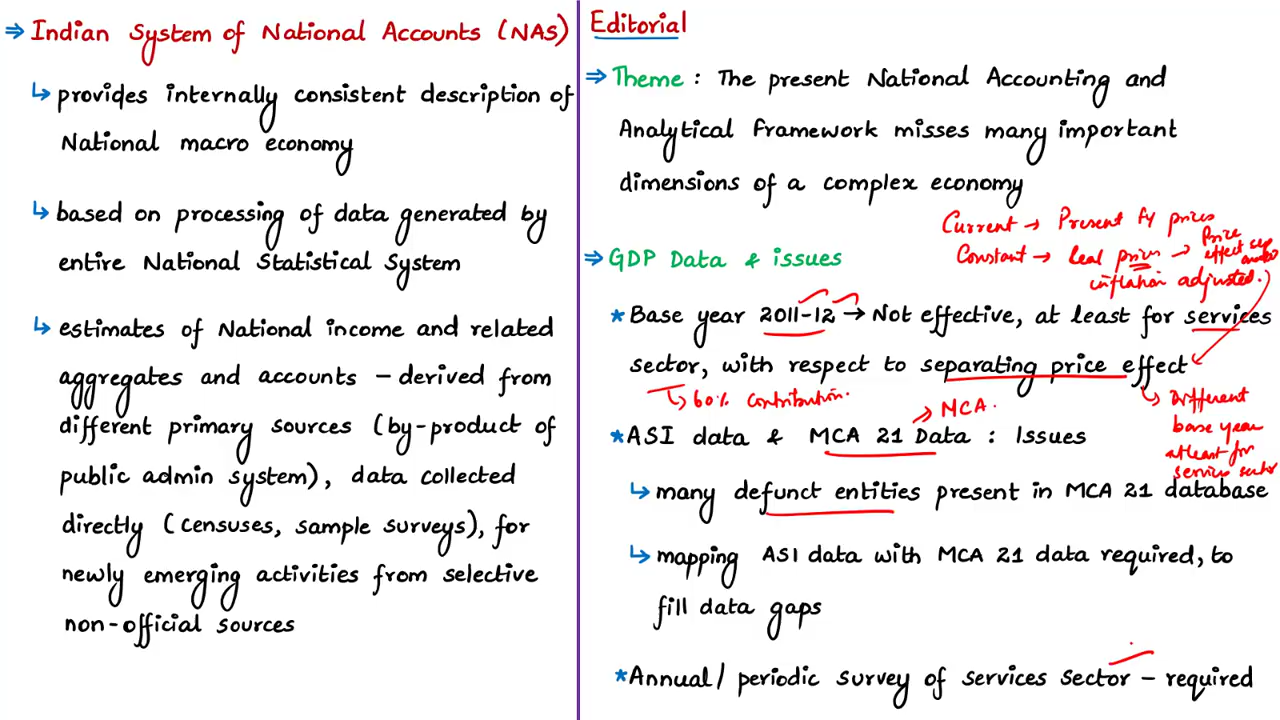 ⇒ Indian System of National Accounts (NAS)
↳ provides internally consistent description of
National macro economy
↳ based on processing of data generated by
entire National Statistical System
↳ estimates of National income and related
aggregates and accounts – derived from
different primary sources (by-product of
public admin system), data collected
directly (censuses, sample surveys), for
newly emerging activities from selective
non-official sources
Editorial
⇒ Theme : The present National Accounting and
Analytical framework misses many important
dimensions of a complex economy
Current → Present fy prices
Constant → Real prices → Price
effect sep
inflation adjusted.
⇒ GDP Data & issues
* Base year 2011-12 → Not effective, at least for services
sector, with respect to separating price effect
↳ 60% contribution.
↳ Different
base year
atleast for
service sector
→ MCA.
* ASI data & MCA 21 Data : Issues
↳ many defunct entities present in MCA 21 database
↳ mapping ASI data with MCA 21 data required, to
fill data gaps
* Annual/ periodic survey of services sector – required